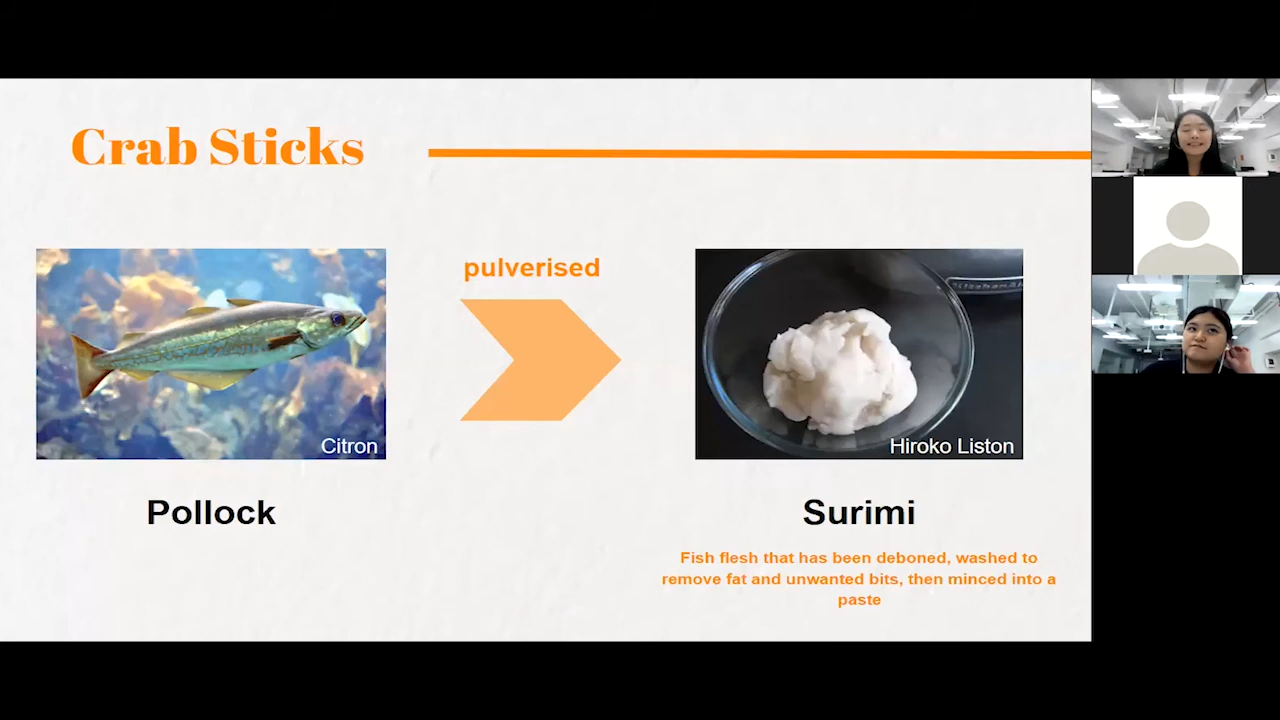 Crab Sticks
pulverised
Citron
Hiroko Liston
Pollock
Surimi
Fish flesh that has been deboned, washed to
remove fat and unwanted bits, then minced into a
paste